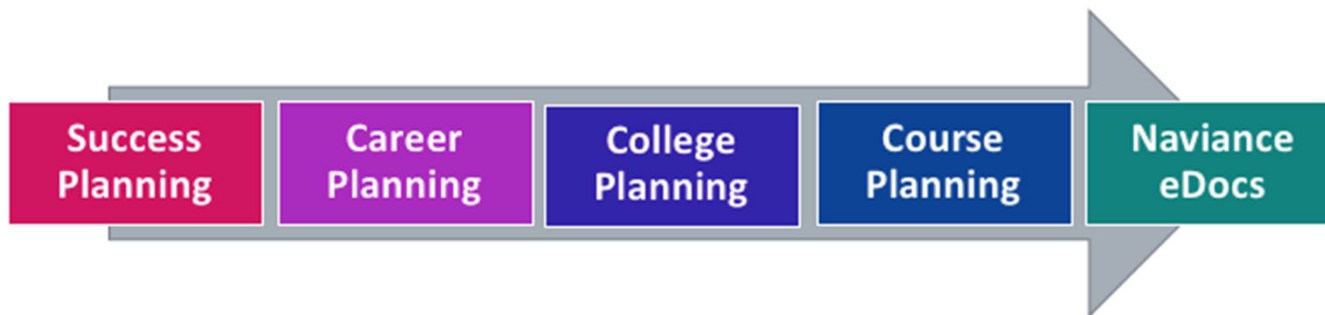 Success
Planning
Career
Planning
College
Planning
Course
Planning
Naviance
eDocs